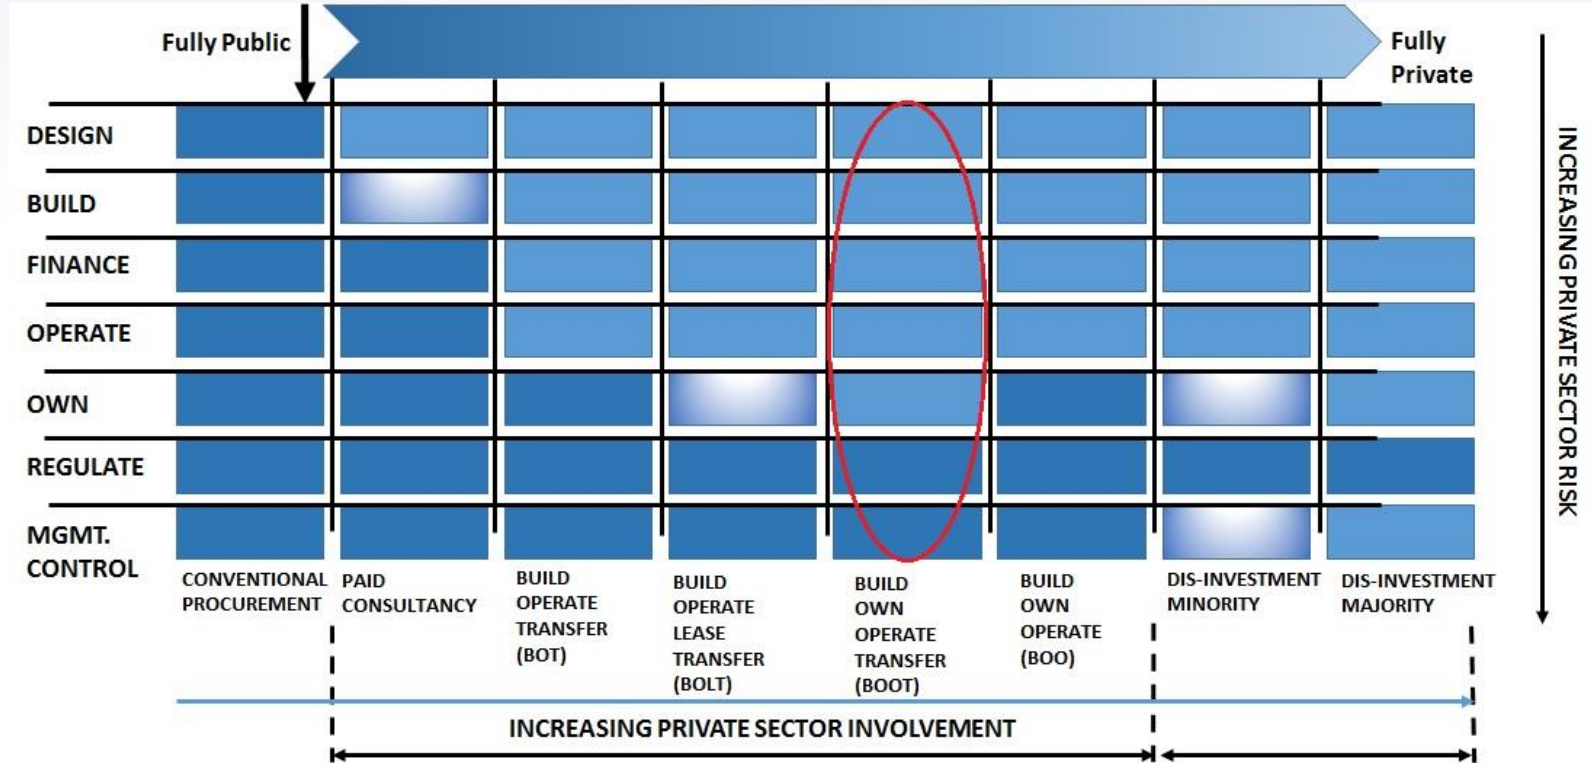 Fully Public
Fully
Private
DESIGN
BUILD
FINANCE
OPERATE
OWN
REGULATE
MGMT.
CONTROL
CONVENTIONAL
PROCUREMENT
PAID
CONSULTANCY
BUILD
OPERATE
TRANSFER
(BOT)
BUILD
OPERATE
LEASE
TRANSFER
(BOLT)
BUILD
OWN
OPERATE
TRANSFER
(BOOT)
BUILD
OWN
OPERATE
(BOO)
DIS-INVESTMENT
MINORITY
DIS-INVESTMENT
MAJORITY
INCREASING PRIVATE SECTOR INVOLVEMENT
INCREASING PRIVATE SECTOR RISK